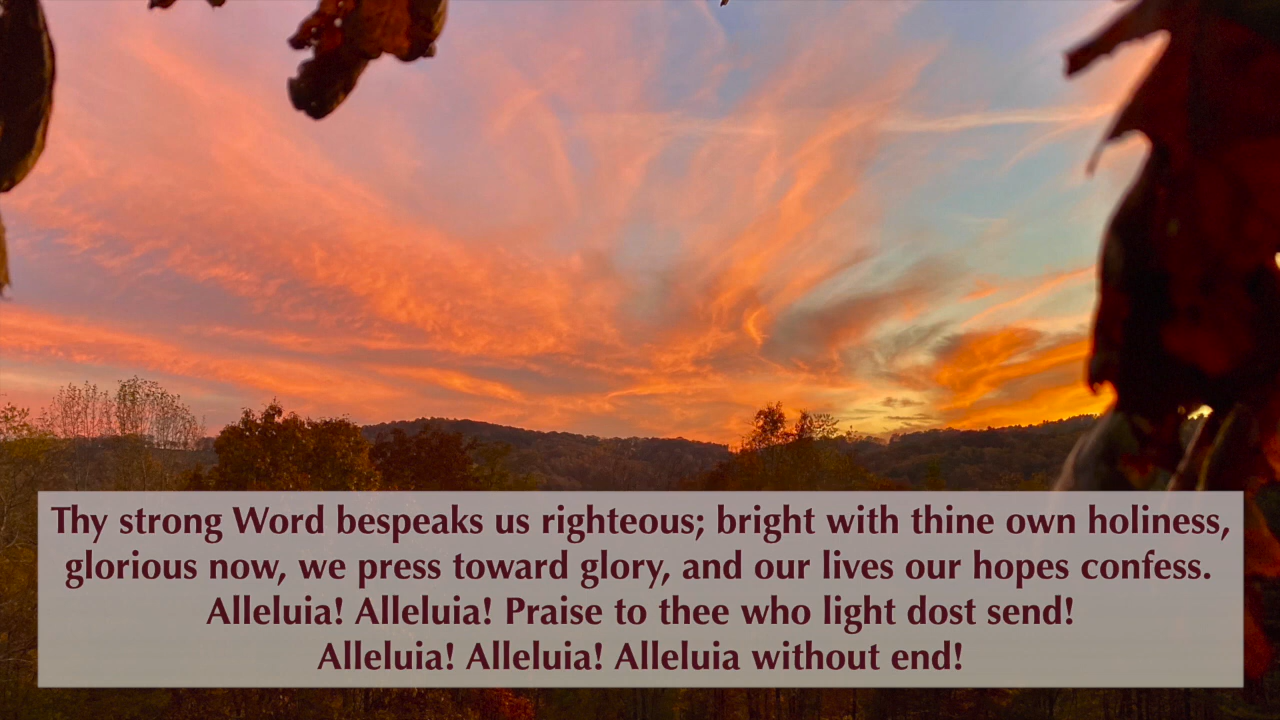 Thy strong Word bespeaks us righteous; bright with thine own holiness,
glorious now, we press toward glory, and our lives our hopes confess.
Alleluia! Alleluia! Praise to thee who light dost send!
Alleluia! Alleluia! Alleluia without end!